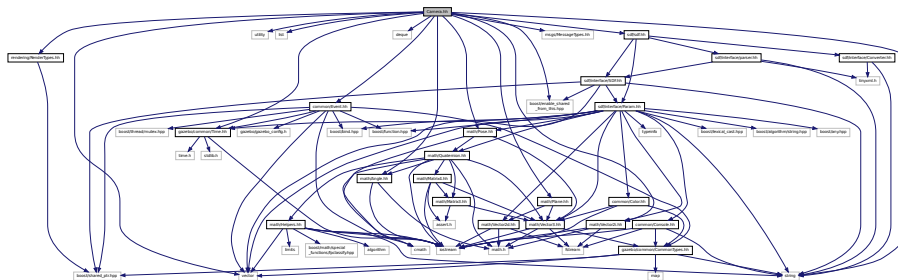 Camera.hh
utility
list
deque
msgs/MessageTypes.hh
sdf/sdf.hh
rendering/RenderTypes.hh
sdf/interface/parser.hh
sdf/interface/Converter.hh
sdf/interface/SDF.hh
tinyxml.h
boost/enable_shared
_from_this.hpp
common/Event.hh
sdf/interface/Param.hh
boost/thread/mutex.hpp
gazebo/common/Time.hh
gazebo/gazebo_config.h
boost/bind.hpp
boost/function.hpp
math/Pose.hh
typeinfo
boost/lexical_cast.hpp
boost/algorithm/string.hpp
boost/any.hpp
time.h
stdlib.h
math/Quaternion.hh
math/Angle.hh
math/Matrix4.hh
math/Matrix3.hh
math/Plane.hh
common/Color.hh
math/Helpers.hh
assert.h
math/Vector2d.hh
math/Vector3.hh
common/Console.hh
limits
boost/math/special
_functions/fpclassify.hpp
algorithm
cmath
iostream
math.h
fstream
gazebo/common/CommonTypes.hh
boost/shared_ptr.hpp
vector
map
string